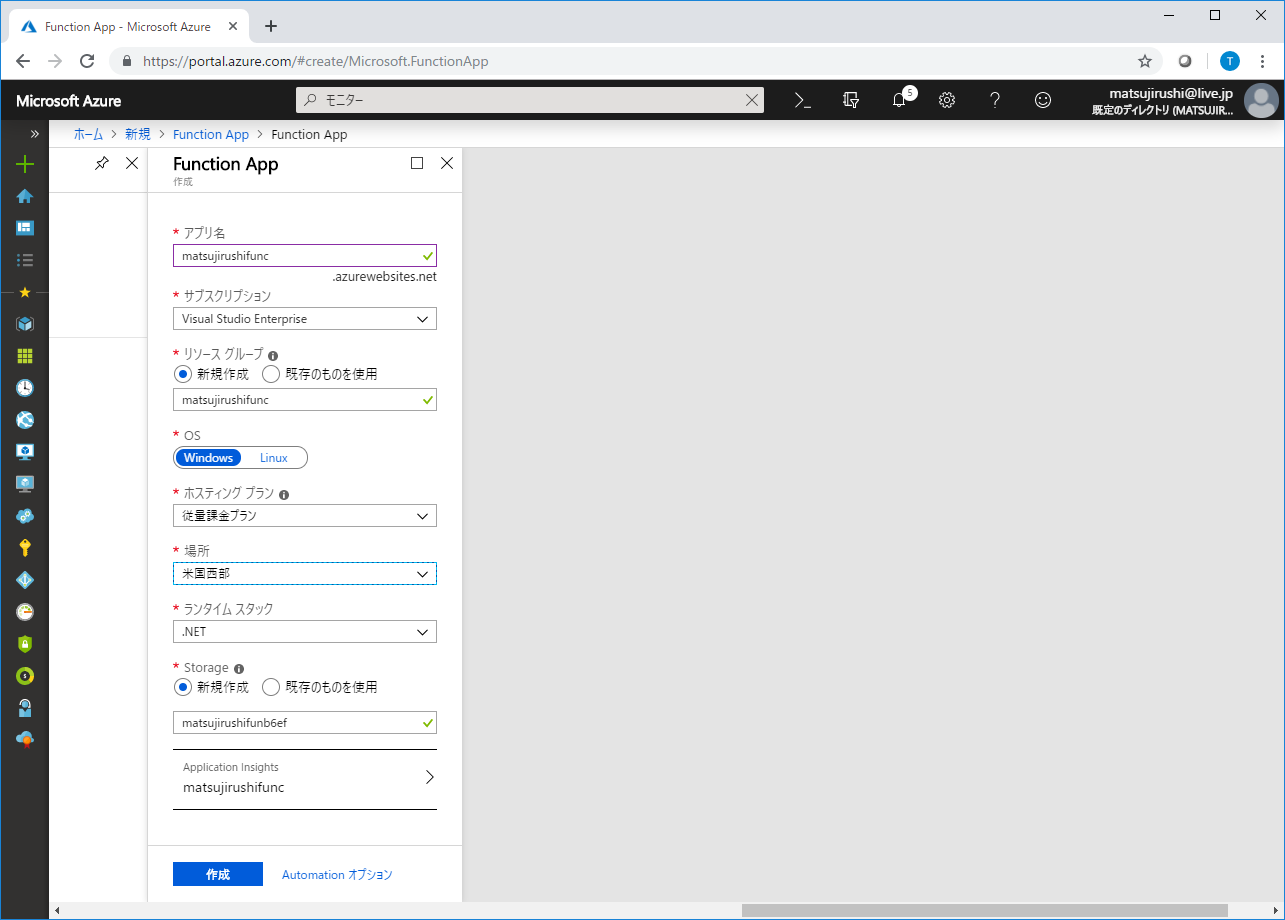 Function App - Microsoft Azure
https://portal.azure.com/#create/Microsoft.FunctionApp
T
Microsoft Azure
モニター
5
matsujirushi@live.jp
既定のディレクトリ (MATSUJIR...
ホーム > 新規 > Function App > Function App
Function App
作成
* アプリ名
matsujirushifunc
.azurewebsites.net
* サブスクリプション
Visual Studio Enterprise
* リソース グループ
新規作成 既存のものを使用
matsujirushifunc
* OS
Windows Linux
* ホスティング プラン
従量課金プラン
* 場所
米国西部
* ランタイム スタック
.NET
* Storage
新規作成 既存のものを使用
matsujirushifunb6ef
Application Insights
matsujirushifunc
作成 Automation オプション